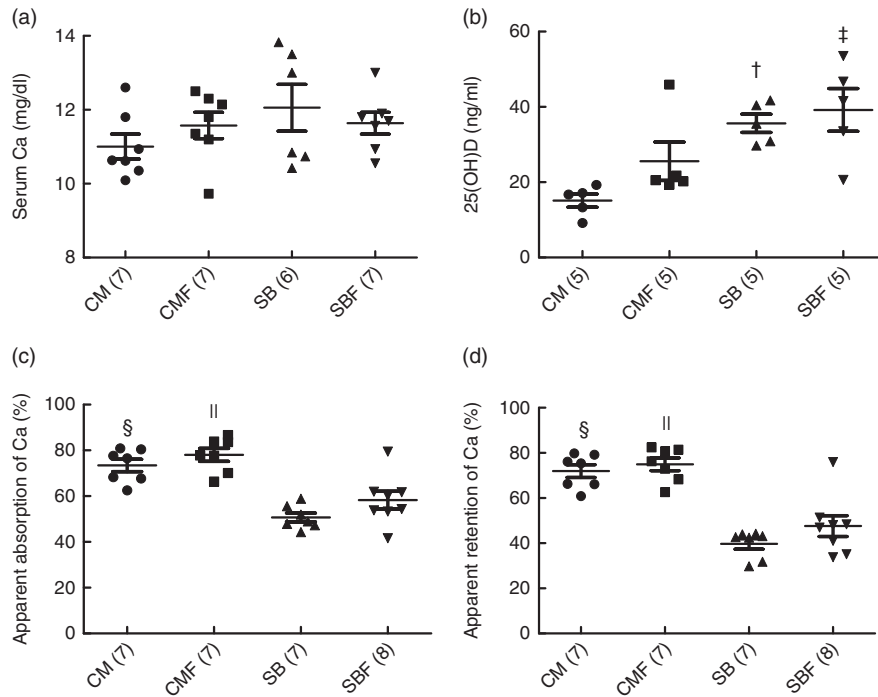 (a)
Serum Ca (mg/dl)
14
12
10
8
CM (7)
CMF (7)
SB (6)
SBF (7)
(b)
25(OH)D (ng/ml)
60
40
20
0
†
‡
CM (5)
CMF (5)
SB (5)
SBF (5)
(c)
Apparent absorption of Ca (%)
100
80
60
40
20
0
§
||
CM (7)
CMF (7)
SB (7)
SBF (8)
(d)
Apparent retention of Ca (%)
100
80
60
40
20
0
§
||
CM (7)
CMF (7)
SB (7)
SBF (8)